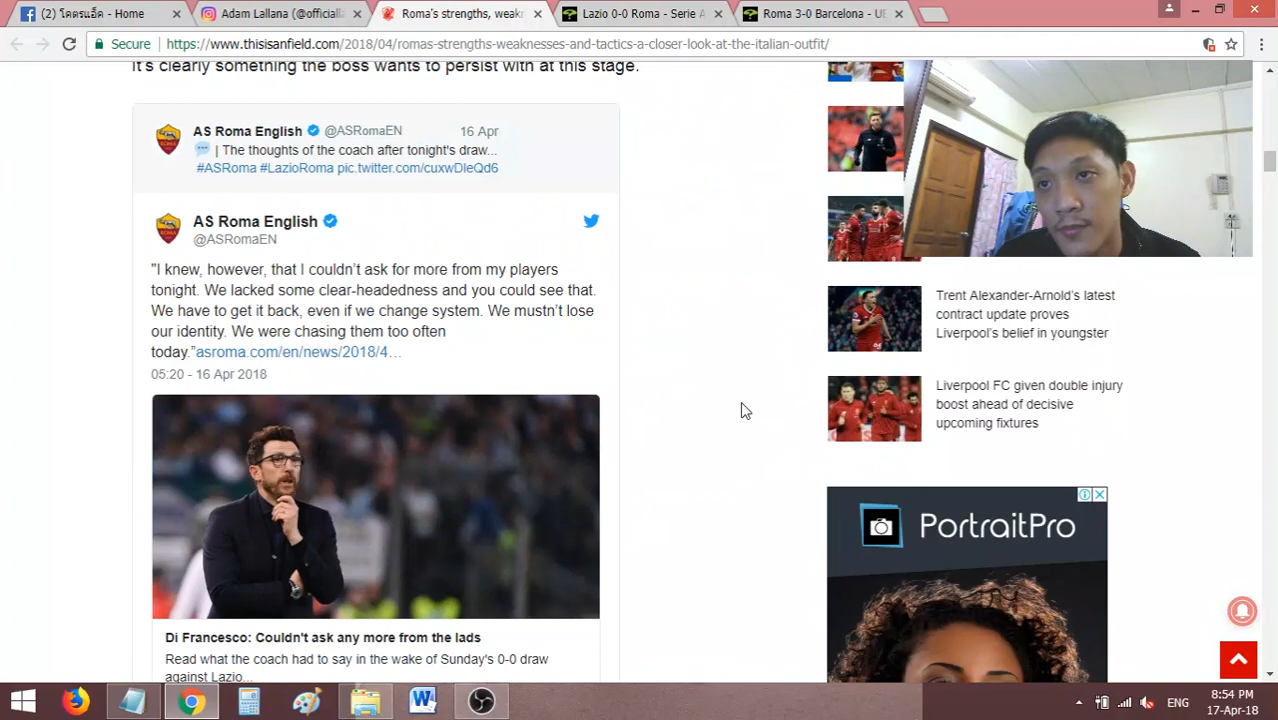 (2) โคตรแอ็ด - Home
Adam Lallana (@officiall
Roma's strengths, weakn
Lazio 0-0 Roma - Serie A
Roma 3-0 Barcelona - UE
Secure
https://www.thisisanfield.com/2018/04/romas-strengths-weaknesses-and-tactics-a-closer-look-at-the-italian-outfit/
it's clearly something the boss wants to persist with at this stage.
AS Roma English @ASRomaEN 16 Apr
| The thoughts of the coach after tonight's draw...
#ASRoma #LazioRoma pic.twitter.com/cuxwDIeQd6
AS Roma English
@ASRomaEN
"I knew, however, that I couldn't ask for more from my players
tonight. We lacked some clear-headedness and you could see that.
We have to get it back, even if we change system. We mustn't lose
our identity. We were chasing them too often
today."asroma.com/en/news/2018/4…
05:20 - 16 Apr 2018
Di Francesco: Couldn't ask any more from the lads
Read what the coach had to say in the wake of Sunday's 0-0 draw
against Lazio...
Trent Alexander-Arnold's latest
contract update proves
Liverpool's belief in youngster
Liverpool FC given double injury
boost ahead of decisive
upcoming fixtures
PortraitPro
ENG
8:54 PM
17-Apr-18